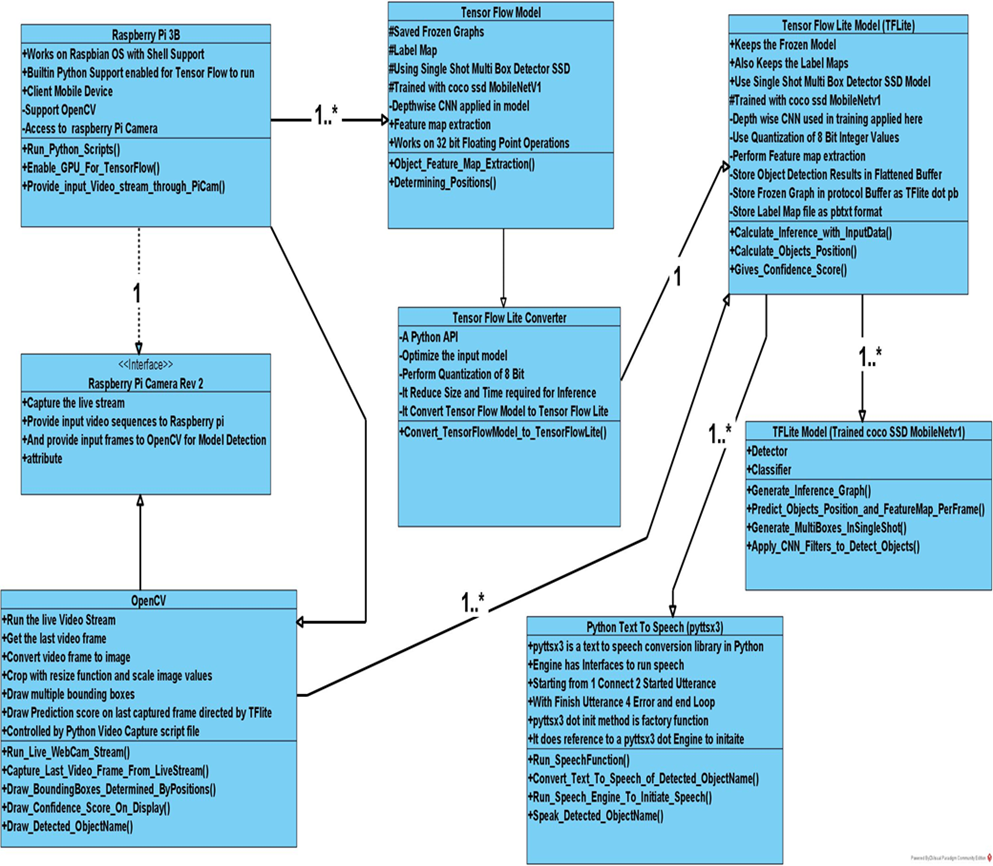 Raspberry Pi 3B
+Works on Raspbian OS with Shell Support
+Builtin Python Support enabled for Tensor Flow to run
+Client Mobile Device
-Support OpenCV
-Access to raspberry Pi Camera
+Run_Python_Scripts()
+Enable_GPU_For_TensorFlow()
+Provide_input_Video_stream_through_PiCam()
1..*
Tensor Flow Model
#Saved Frozen Graphs
#Label Map
#Using Single Shot Multi Box Detector SSD
#Trained with coco ssd MobileNetV1
-Depthwise CNN applied in model
+Feature map extraction
+Works on 32 bit Floating Point Operations
+Object_Feature_Map_Extraction()
+Determining_Positions()
Tensor Flow Lite Model (TFLite)
+Keeps the Frozen Model
+Also Keeps the Label Maps
+Use Single Shot Multi Box Detector SSD Model
#Trained with coco ssd MobileNetv1
-Depth wise CNN used in training applied here
-Use Quantization of 8 Bit Integer Values
-Perform Feature map extraction
-Store Object Detection Results in Flattened Buffer
-Store Frozen Graph in protocol Buffer as TFlite dot pb
-Store Label Map file as pbtxt format
+Calculate_Inference_with_InputData()
+Calculate_Objects_Position()
+Gives_Confidence_Score()
1
1
Tensor Flow Lite Converter
-A Python API
-Optimize the input model
-Perform Quantization of 8 Bit
-It Reduce Size and Time required for Inference
-It Convert Tensor Flow Model to Tensor Flow Lite
+Convert_TensorFlowModel_to_TensorFlowLite()
<<Interface>>
Raspberry Pi Camera Rev 2
+Capture the live stream
+Provide input video sequences to Raspberry pi
+And provide input frames to OpenCV for Model Detection
+attribute
1..*
1..*
TFLite Model (Trained coco SSD MobileNetv1)
+Detector
+Classifier
+Generate_Inference_Graph()
+Predict_Objects_Position_and_FeatureMap_PerFrame()
+Generate_MultiBoxes_InSingleShot()
+Apply_CNN_Filters_to_Detect_Objects()
OpenCV
+Run the live Video Stream
+Get the last video frame
+Convert video frame to image
+Crop with resize function and scale image values
+Draw multiple bounding boxes
+Draw Prediction score on last captured frame directed by TFlite
+Controlled by Python Video Capture script file
+Run_Live_WebCam_Stream()
+Capture_Last_Video_Frame_From_LiveStream()
+Draw_BoundingBoxes_Determined_ByPositions()
+Draw_Confidence_Score_On_Display()
+Draw_Detected_ObjectName()
1..*
Python Text To Speech (pyttsx3)
+pyttsx3 is a text to speech conversion library in Python
+Engine has Interfaces to run speech
+Starting from 1 Connect 2 Started Utterance
+With Finish Utterance 4 Error and end Loop
+pyttsx3 dot init method is factory function
+It does reference to a pyttsx3 dot Engine to initaite
+Run_SpeechFunction()
+Convert_Text_To_Speech_of_Detected_ObjectName()
+Run_Speech_Engine_To_Initiate_Speech()
+Speak_Detected_ObjectName()
Powered By Visual Paradigm Community Edition